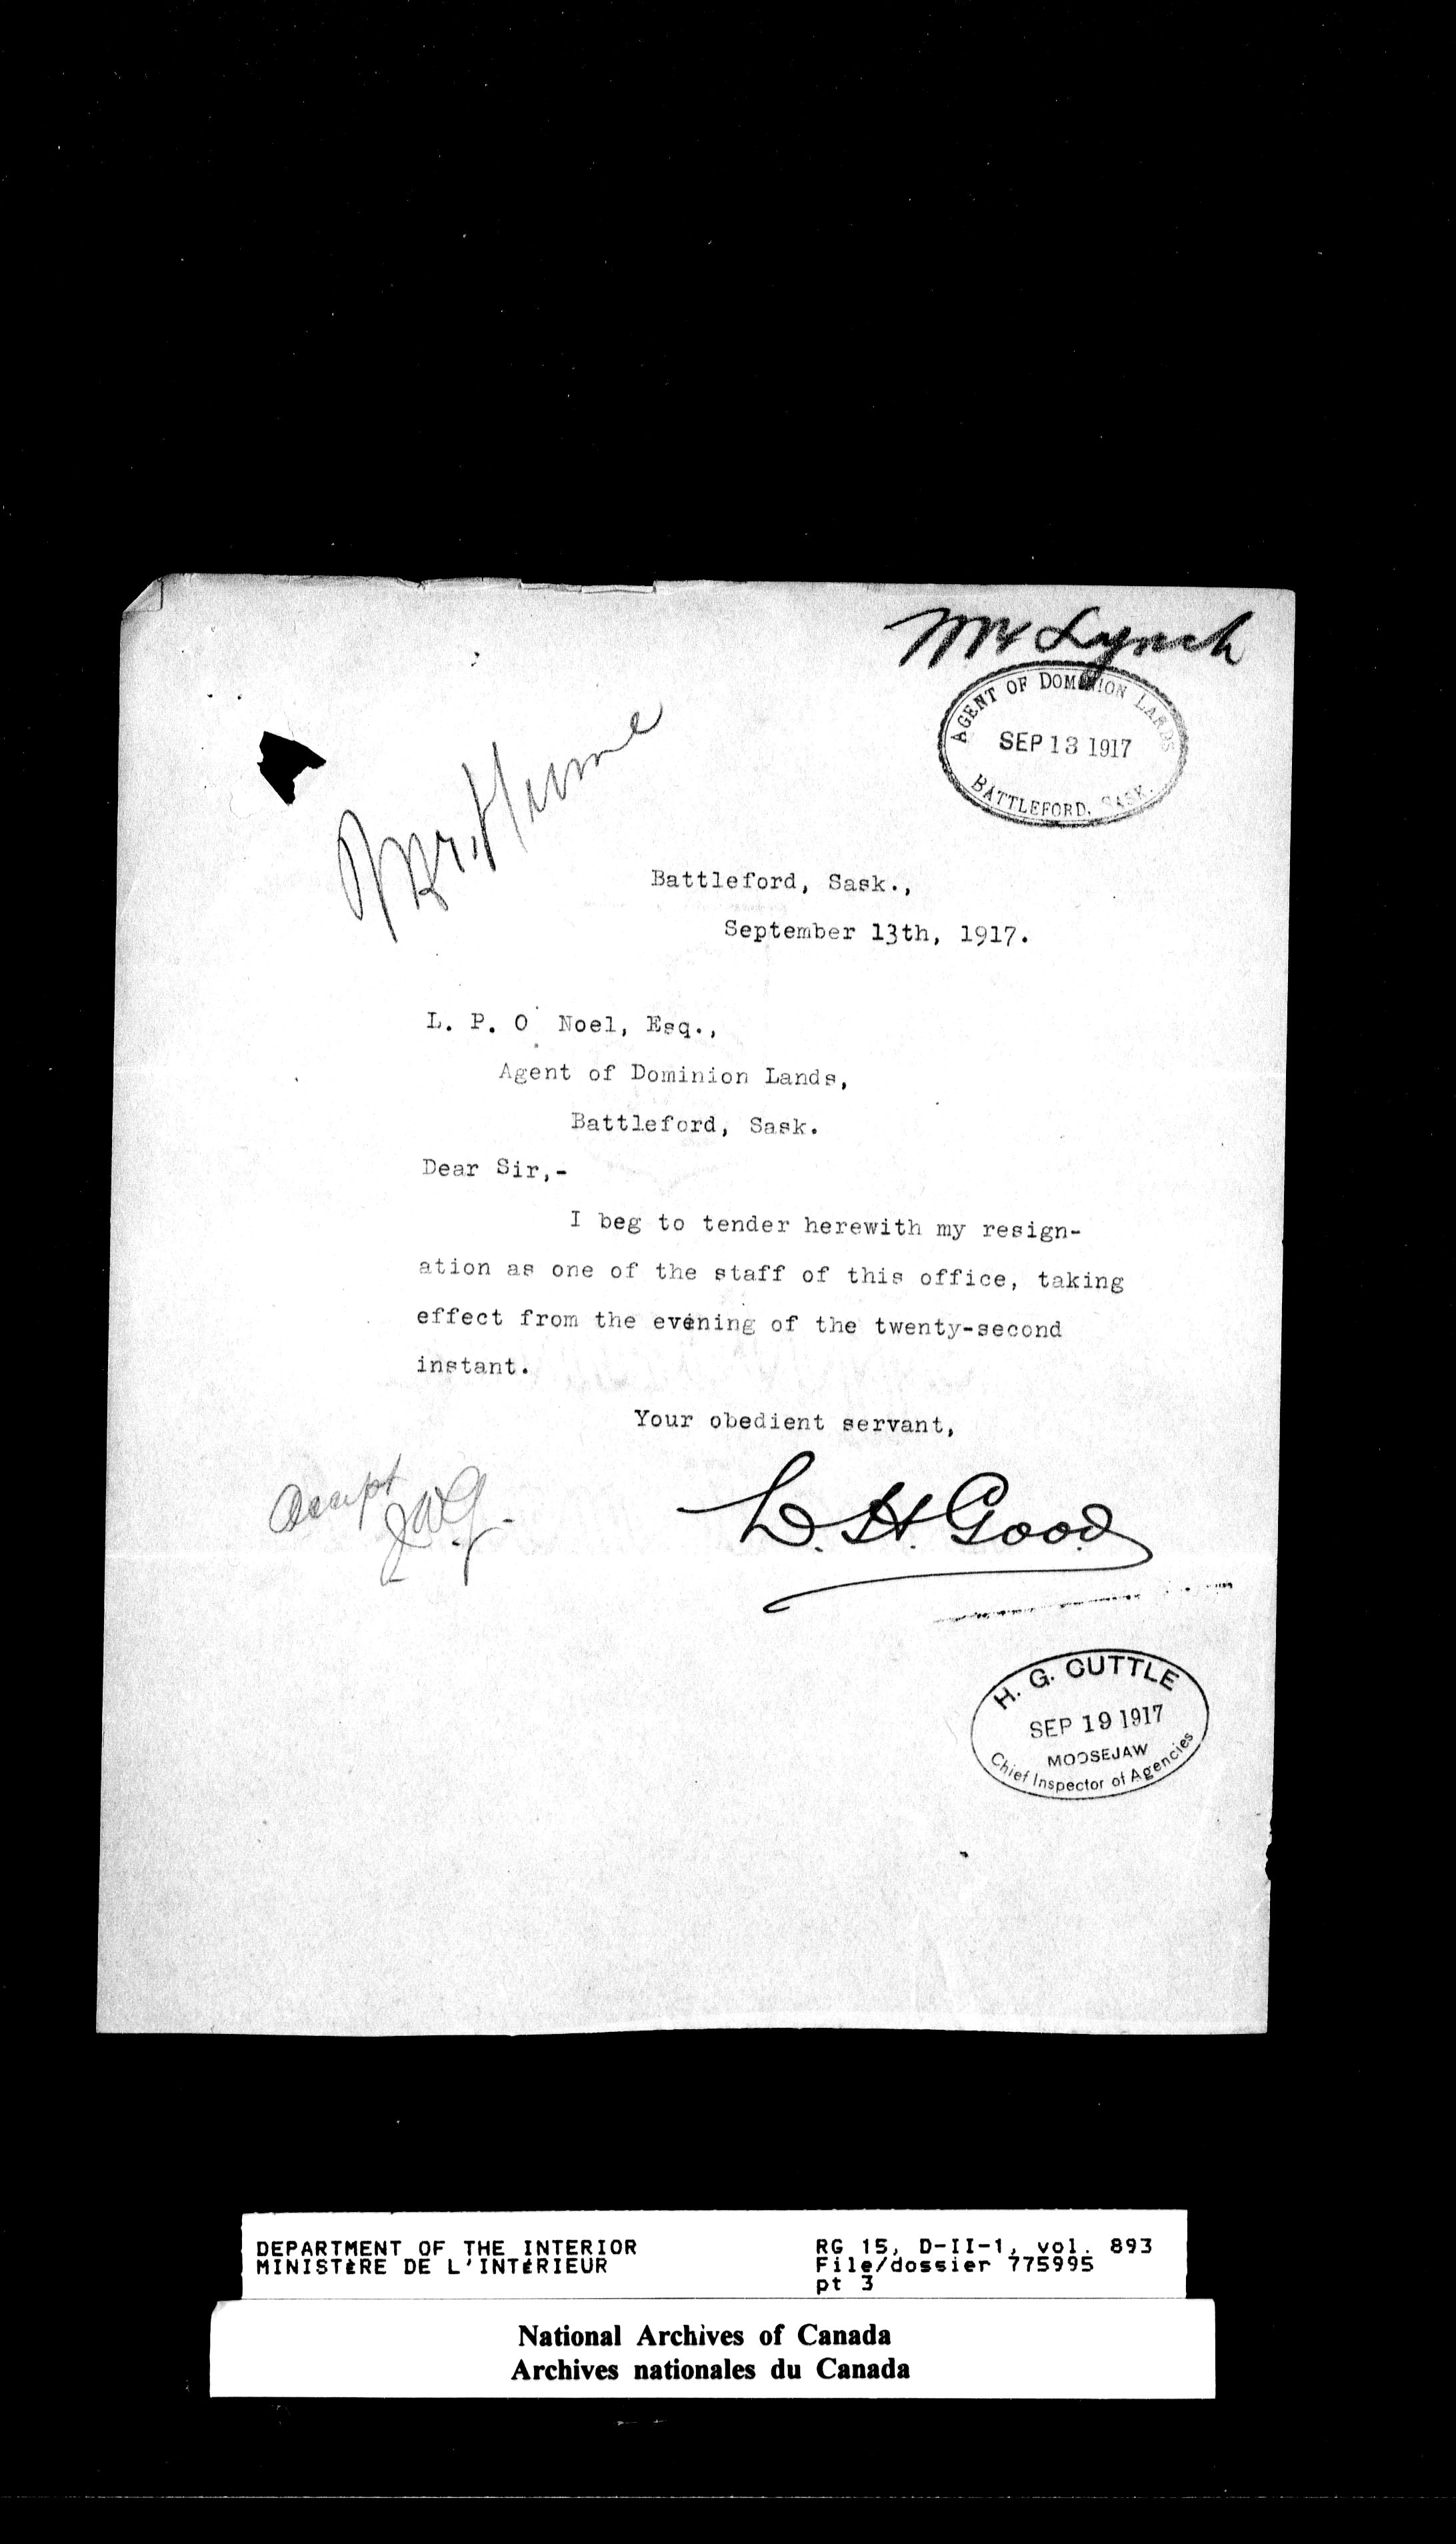 Mr Lynch
AGENT OF DOMINION LANDS
SEP 13 1917
BATTLEFORD, SASK.
Mr. Hume
Battleford, Sask.,
September 13th, 1917.
L. P. O Noel, Esq.,
Agent of Dominion Lands,
Battleford, Sask.
Dear Sir,-
I beg to tender herewith my resign-
ation as one of the staff of this office, taking
effect from the evening of the twenty-second
instant.
Your obedient servant,
Accept
L. H. Good
H. G. CUTTLE
SEP 19 1917
MOOSEJAW
Chief Inspector of Agencies
DEPARTMENT OF THE INTERIOR
MINISTÈRE DE L'INTÉRIEUR
RG 15, D-II-1, vol. 893
File/dossier 775995
pt 3
National Archives of Canada
Archives nationales du Canada